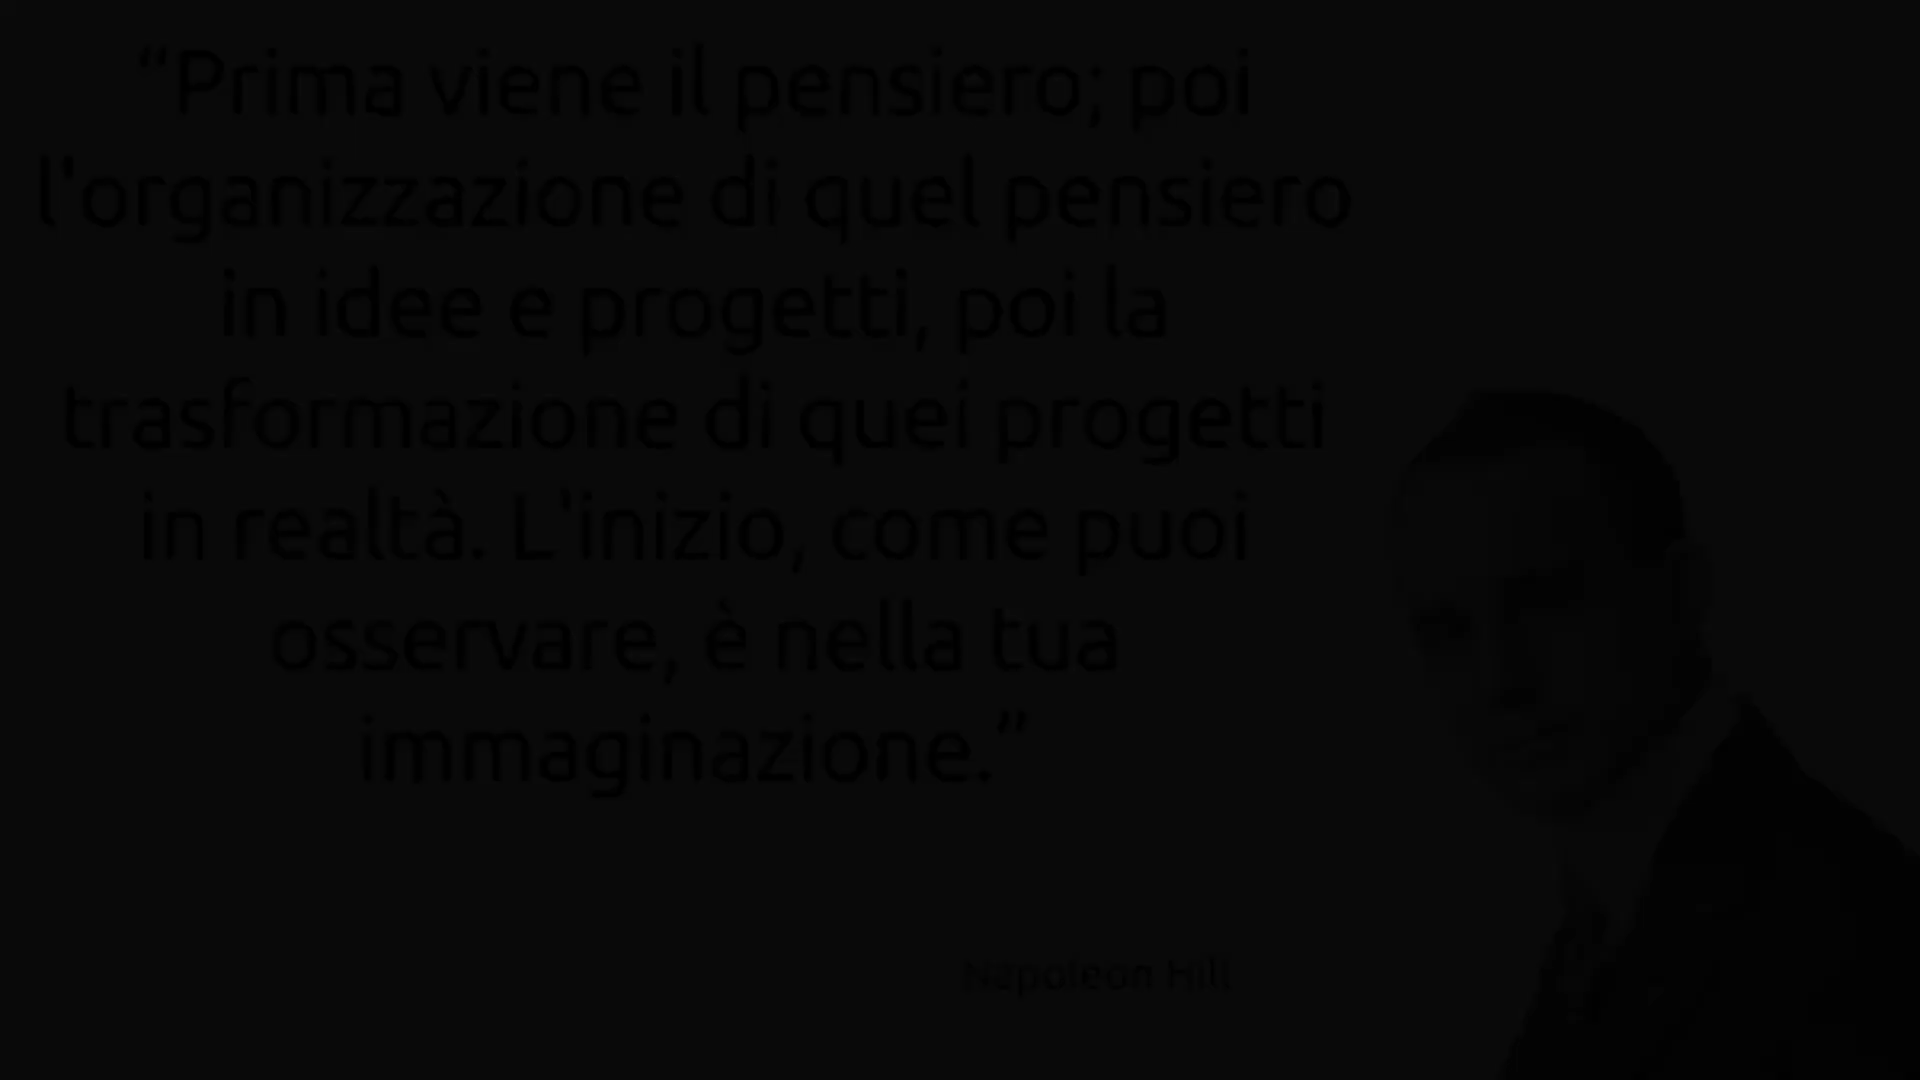 “Prima viene il pensiero; poi
l'organizzazione di quel pensiero
in idee e progetti, poi la
trasformazione di quei progetti
in realtà. L'inizio, come puoi
osservare, è nella tua
immaginazione.”
Napoleon Hill